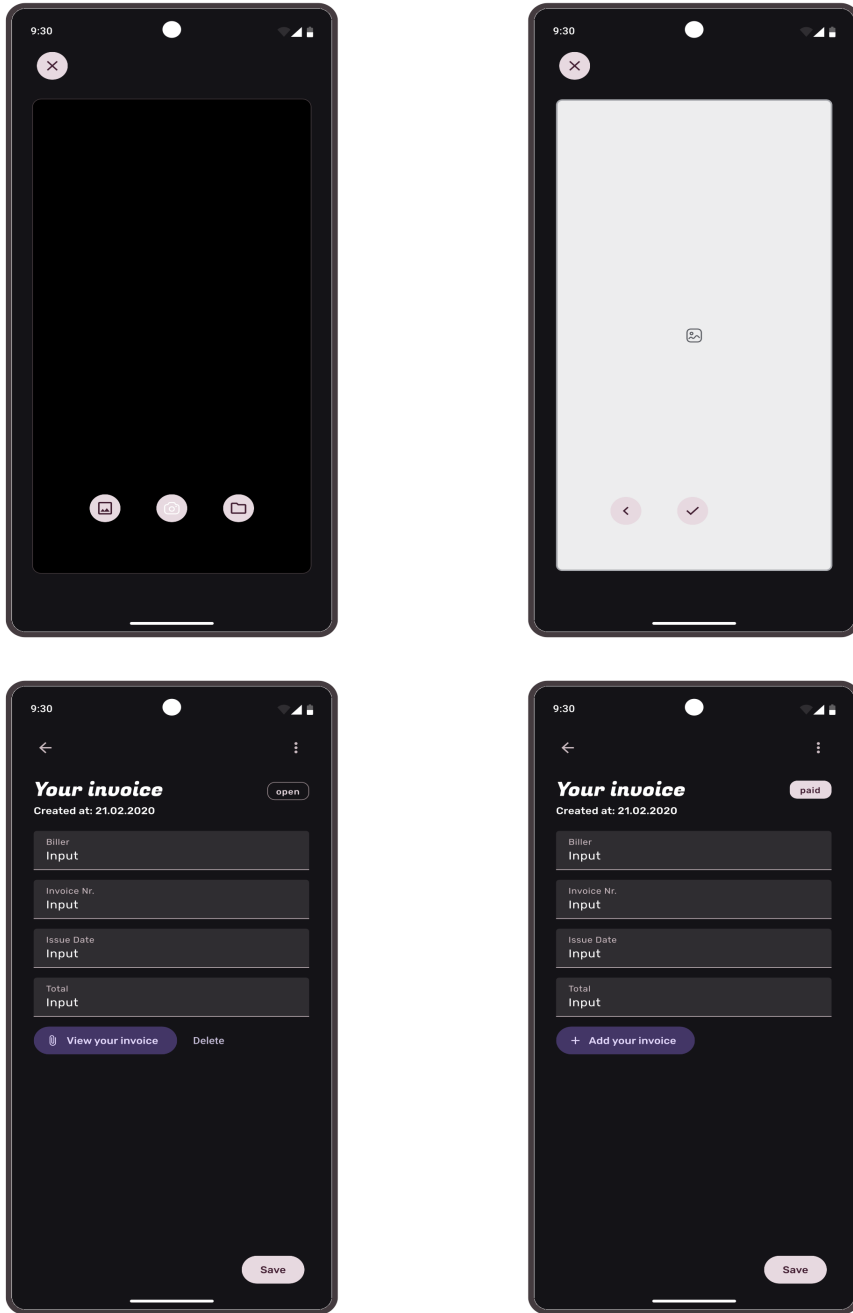 9:30
9:30
9:30
Your invoice
open
Created at: 21.02.2020
Biller
Input
Invoice Nr.
Input
Issue Date
Input
Total
Input
View your invoice
Delete
Save
9:30
Your invoice
paid
Created at: 21.02.2020
Biller
Input
Invoice Nr.
Input
Issue Date
Input
Total
Input
+ Add your invoice
Save